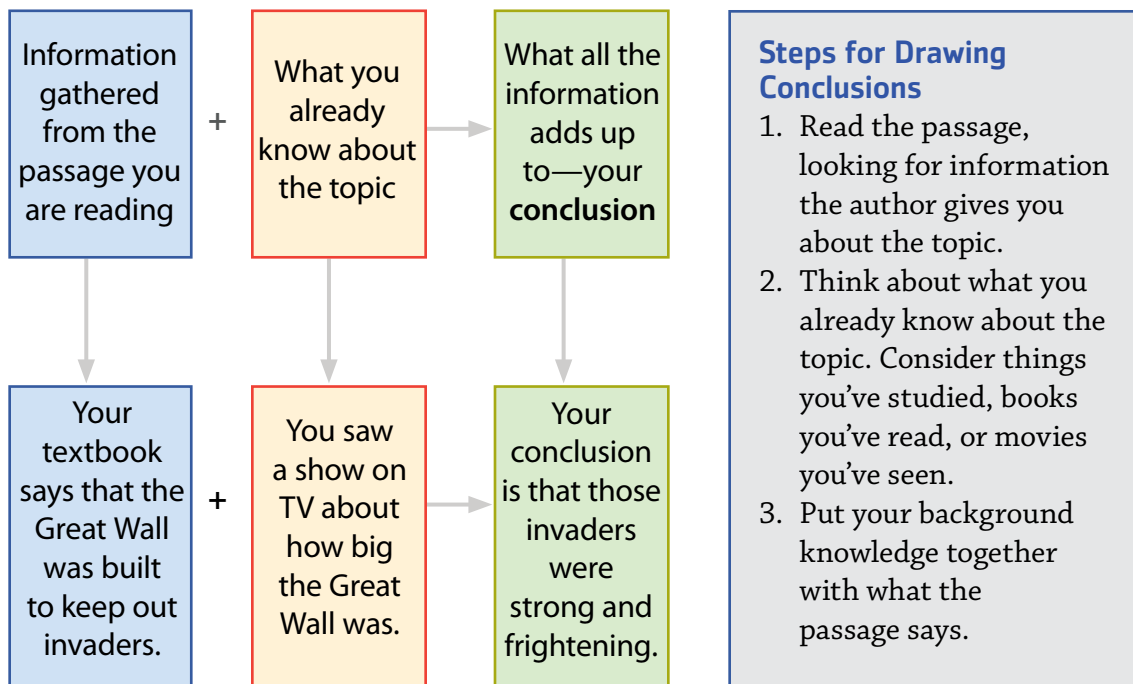 Information
gathered
from the
passage you
are reading
+
What you
already
know about
the topic
What all the
information
adds up
to—your
conclusion
Your
textbook
says that the
Great Wall
was built
to keep out
invaders.
+
You saw
a show on
TV about
how big
the Great
Wall was.
Your
conclusion
is that those
invaders
were
strong and
frightening.
Steps for Drawing
Conclusions
1. Read the passage,
looking for information
the author gives you
about the topic.
2. Think about what you
already know about the
topic. Consider things
you’ve studied, books
you’ve read, or movies
you’ve seen.
3. Put your background
knowledge together
with what the
passage says.